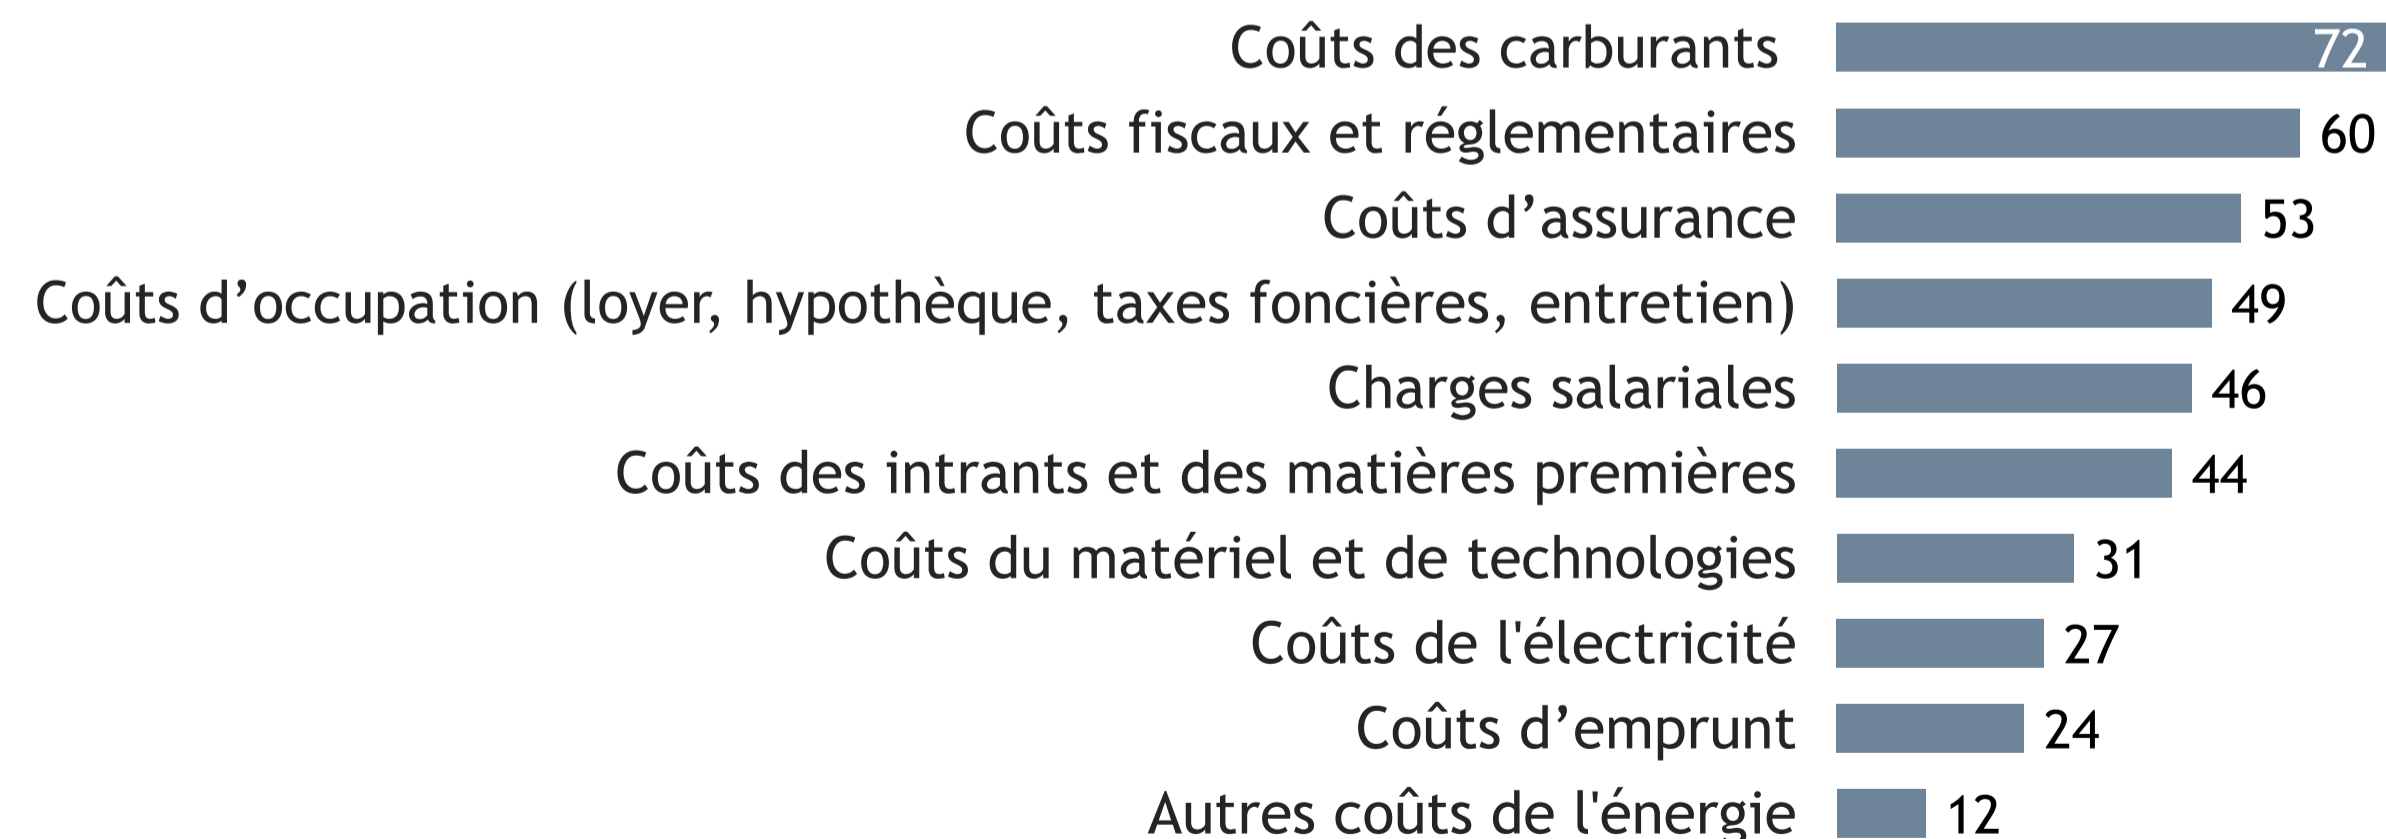 Coûts des carburants 72
Coûts fiscaux et réglementaires 60
Coûts d’assurance 53
Coûts d’occupation (loyer, hypothèque, taxes foncières, entretien) 49
Charges salariales 46
Coûts des intrants et des matières premières 44
Coûts du matériel et de technologies 31
Coûts de l'électricité 27
Coûts d’emprunt 24
Autres coûts de l'énergie 12